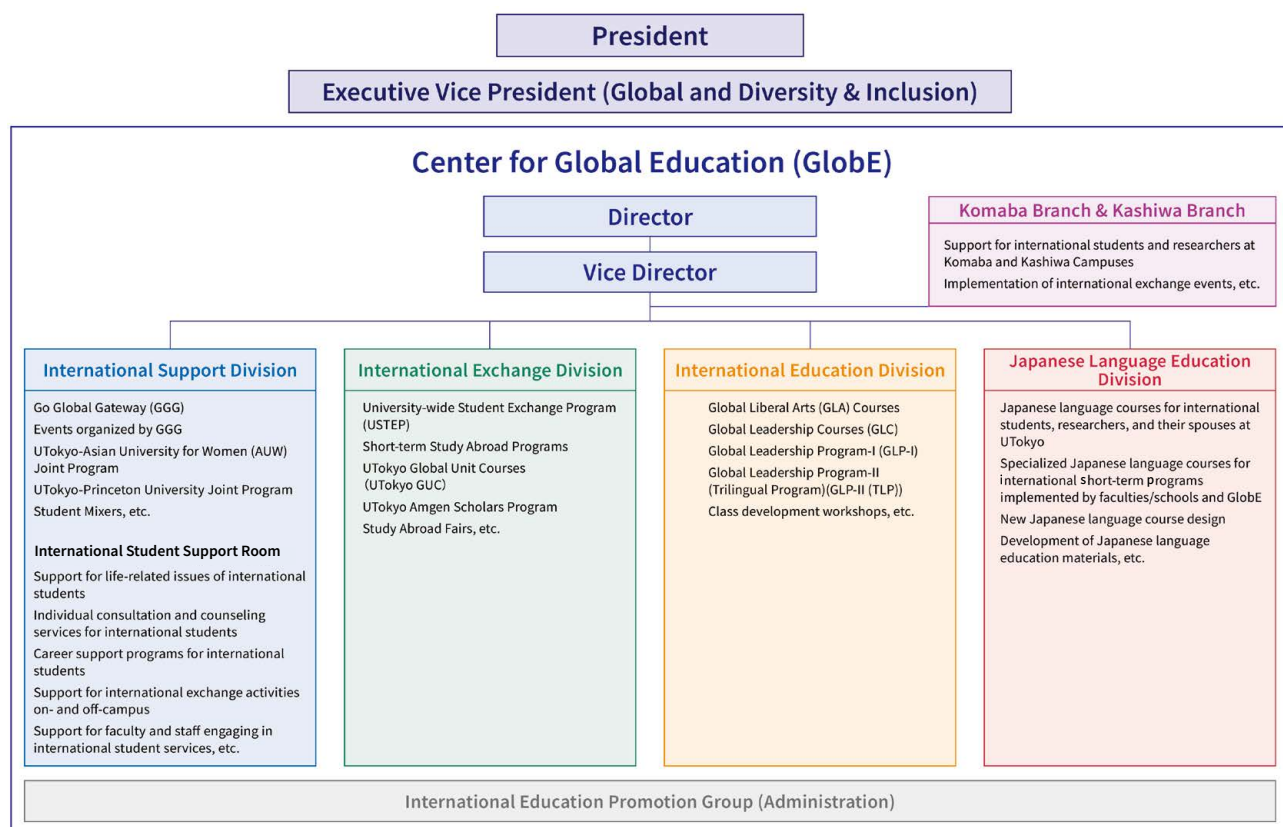 President
Executive Vice President (Global and Diversity & Inclusion)
Center for Global Education (GlobE)
Director
Vice Director
Komaba Branch & Kashiwa Branch
Support for international students and researchers at
Komaba and Kashiwa Campuses
Implementation of international exchange events, etc.
International Support Division
Go Global Gateway (GGG)
Events organized by GGG
UTokyo-Asian University for Women (AUW)
Joint Program
UTokyo-Princeton University Joint Program
Student Mixers, etc.
International Student Support Room
Support for life-related issues of international
students
Individual consultation and counseling
services for international students
Career support programs for international
students
Support for international exchange activities
on- and off-campus
Support for faculty and staff engaging in
international student services, etc.
International Exchange Division
University-wide Student Exchange Program
(USTEP)
Short-term Study Abroad Programs
UTokyo Global Unit Courses
（UTokyo GUC）
UTokyo Amgen Scholars Program
Study Abroad Fairs, etc.
International Education Division
Global Liberal Arts (GLA) Courses
Global Leadership Courses (GLC)
Global Leadership Program-I (GLP-I)
Global Leadership Program-II
(Trilingual Program)(GLP-II (TLP))
Class development workshops, etc.
Japanese Language Education
Division
Japanese language courses for international
students, researchers, and their spouses at
UTokyo
Specialized Japanese language courses for
international short-term programs
implemented by faculties/schools and GlobE
New Japanese language course design
Development of Japanese language
education materials, etc.
International Education Promotion Group (Administration)